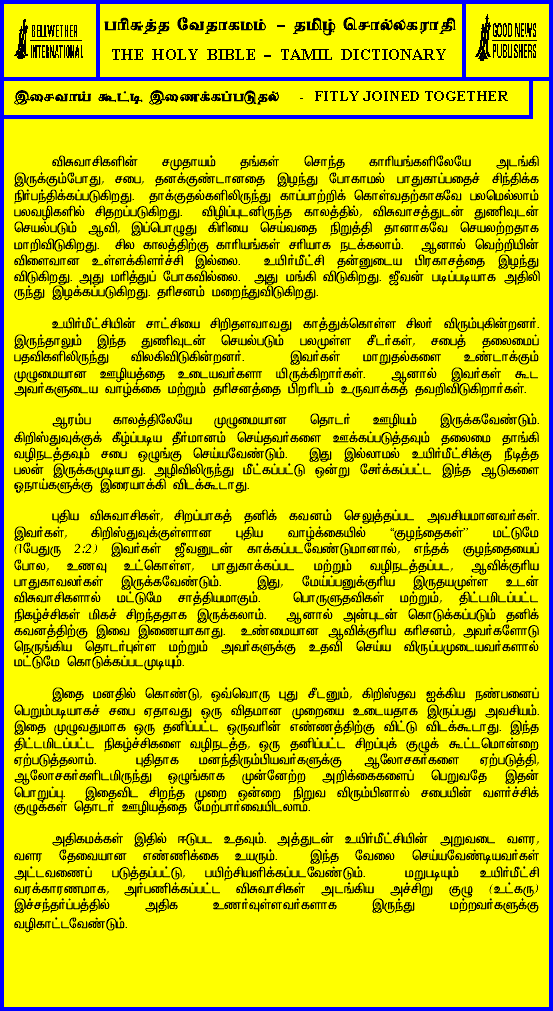 BELLWETHER
INTERNATIONAL
பரிசுத்த வேதாகமம் – தமிழ் சொல்லகராதி
THE HOLY BIBLE – TAMIL DICTIONARY
GOOD NEWS
PUBLISHERS
இசைவாய் கூட்டி இணைக்கப்படுதல் - FITLY JOINED TOGETHER
விசுவாசிகளின் சமுதாயம் தங்கள் சொந்த காரியங்களிலேயே அடங்கி
இருக்கும்போது, சபை, தனக்குண்டானதை இழந்து போகாமல் பாதுகாப்பதைச் சிந்திக்க
நிர்பந்திக்கப்படுகிறது. தாக்குதல்களிலிருந்து காப்பாற்றிக் கொள்வதற்காகவே பலமெல்லாம்
பலவழிகளில் சிதறப்படுகிறது. விழிப்புடனிருந்த காலத்தில், விசுவாசத்துடன் துணிவுடன்
செயல்படும் ஆவி, இப்பொழுது கிரியை செய்வதை நிறுத்தி தானாகவே செயலற்றதாக
மாறிவிடுகிறது. சில காலத்திற்கு காரியங்கள் சரியாக நடக்கலாம். ஆனால் வெற்றியின்
விளைவான உள்ளக்கிளர்ச்சி இல்லை. உயிர்மீட்சி தன்னுடைய பிரகாசத்தை இழந்து
விடுகிறது. அது மரித்துப் போகவில்லை. அது மங்கி விடுகிறது. ஜீவன் படிப்படியாக அதிலி
ருந்து இழக்கப்படுகிறது. தரிசனம் மறைந்துவிடுகிறது.
உயிர்மீட்சியின் சாட்சியை சிறிதளவாவது காத்துக்கொள்ள சிலர் விரும்புகின்றனர்.
இருந்தாலும் இந்த துணிவுடன் செயல்படும் பலமுள்ள சீடர்கள், சபைத் தலைமைப்
பதவிகளிலிருந்து விலகிவிடுகின்றனர். இவர்கள் மாறுதல்களை உண்டாக்கும்
முழுமையான ஊழியத்தை உடையவர்களா யிருக்கிறார்கள். ஆனால் இவர்கள் கூட
அவர்களுடைய வாழ்க்கை மற்றும் தரிசனத்தை பிறரிடம் உருவாக்கத் தவறிவிடுகிறார்கள்.
ஆரம்ப காலத்திலேயே முழுமையான தொடர் ஊழியம் இருக்கவேண்டும்.
கிறிஸ்துவுக்குக் கீழ்ப்படிய தீர்மானம் செய்தவர்களை ஊக்கப்படுத்தவும் தலைமை தாங்கி
வழிநடத்தவும் சபை ஒழுங்கு செய்யவேண்டும். இது இல்லாமல் உயிர்மீட்சிக்கு நீடித்த
பலன் இருக்கமுடியாது. அழிவிலிருந்து மீட்கப்பட்டு ஒன்று சேர்க்கப்பட்ட இந்த ஆடுகளை
ஓநாய்களுக்கு இரையாக்கி விடக்கூடாது.
புதிய விசுவாசிகள், சிறப்பாகத் தனிக் கவனம் செலுத்தப்பட அவசியமானவர்கள்.
இவர்கள், கிறிஸ்துவுக்குள்ளான புதிய வாழ்க்கையில் “குழந்தைகள்” மட்டுமே
(1பேதுரு 2:2) இவர்கள் ஜீவனுடன் காக்கப்படவேண்டுமானால், எந்தக் குழந்தையைப்
போல, உணவு உட்கொள்ள, பாதுகாக்கப்பட மற்றும் வழிநடத்தப்பட, ஆவிக்குரிய
பாதுகாவலர்கள் இருக்கவேண்டும். இது, மேய்ப்பனுக்குரிய இருதயமுள்ள உடன்
விசுவாசிகளால் மட்டுமே சாத்தியமாகும். பொருளுதவிகள் மற்றும், திட்டமிடப்பட்ட
நிகழ்ச்சிகள் மிகச் சிறந்ததாக இருக்கலாம். ஆனால் அன்புடன் கொடுக்கப்படும் தனிக்
கவனத்திற்கு இவை இணையாகாது. உண்மையான ஆவிக்குரிய கரிசனம், அவர்களோடு
நெருங்கிய தொடர்புள்ள மற்றும் அவர்களுக்கு உதவி செய்ய விருப்பமுடையவர்களால்
மட்டுமே கொடுக்கப்படமுடியும்.
இதை மனதில் கொண்டு, ஒவ்வொரு புது சீடனும், கிறிஸ்தவ ஐக்கிய நண்பனைப்
பெறும்படியாகச் சபை ஏதாவது ஒரு விதமான முறையை உடையதாக இருப்பது அவசியம்.
இதை முழுவதுமாக ஒரு தனிப்பட்ட ஒருவரின் எண்ணத்திற்கு விட்டு விடக்கூடாது. இந்த
திட்டமிடப்பட்ட நிகழ்ச்சிகளை வழிநடத்த, ஒரு தனிப்பட்ட சிறப்புக் குழுக் கூட்டமொன்றை
ஏற்படுத்தலாம். புதிதாக மனந்திரும்பியவர்களுக்கு ஆலோசகர்களை ஏற்படுத்தி,
ஆலோசகர்களிடமிருந்து ஒழுங்காக முன்னேற்ற அறிக்கைகளைப் பெறுவதே இதன்
பொறுப்பு. இதைவிட சிறந்த முறை ஒன்றை நிறுவ விரும்பினால் சபையின் வளர்ச்சிக்
குழுக்கள் தொடர் ஊழியத்தை மேற்பார்வையிடலாம்.
அதிகமக்கள் இதில் ஈடுபட உதவும். அத்துடன் உயிர்மீட்சியின் அறுவடை வளர,
வளர தேவையான எண்ணிக்கை உயரும். இந்த வேலை செய்யவேண்டியவர்கள்
அட்டவணைப் படுத்தப்பட்டு, பயிற்சியளிக்கப்படவேண்டும். மறுபடியும் உயிர்மீட்சி
வரக்காரணமாக, அர்பணிக்கப்பட்ட விசுவாசிகள் அடங்கிய அச்சிறு குழு (உட்கரு)
இச்சந்தர்ப்பத்தில் அதிக உணர்வுள்ளவர்களாக இருந்து மற்றவர்களுக்கு
வழிகாட்டவேண்டும்.